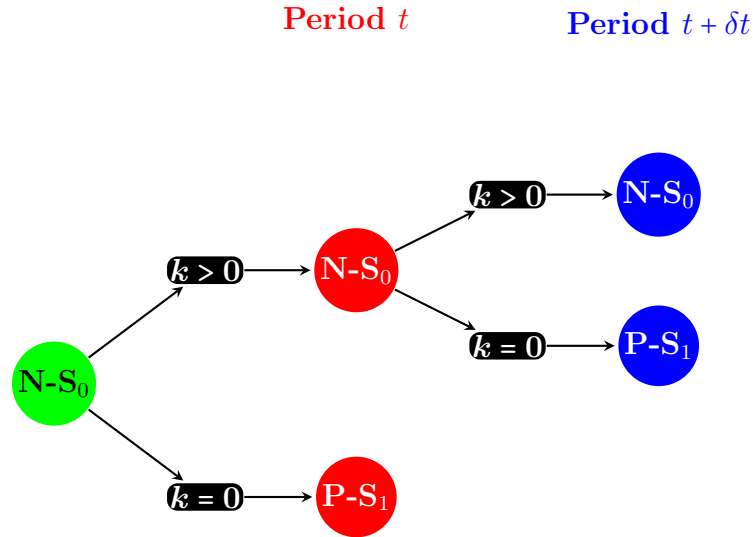 Period t
Period t + δt
N-S₀
k > 0
k > 0
N-S₀
N-S₀
k = 0
P-S₁
k = 0
P-S₁